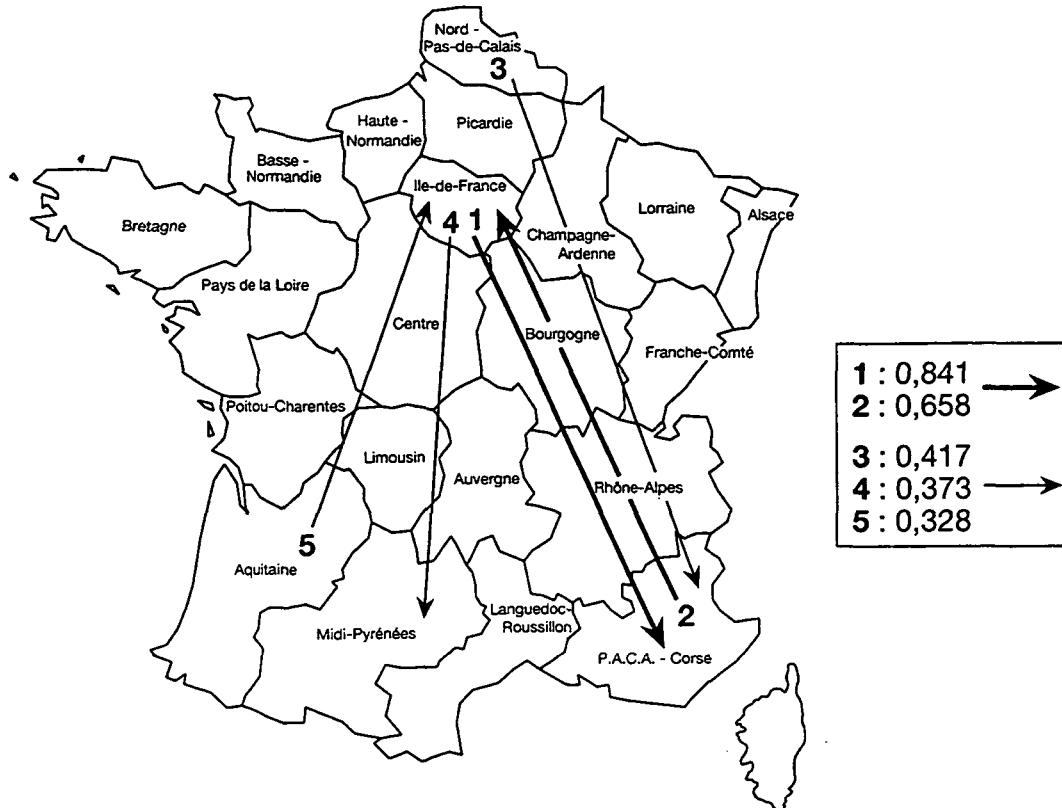 Nord -
Pas-de-Calais
3
Haute -
Normandie
Picardie
Basse -
Normandie
Ile-de-France
Lorraine
Alsace
Bretagne
4 1
Champagne-
Ardenne
Pays de la Loire
Centre
Bourgogne
Franche-Comté
Poitou-Charentes
Limousin
Auvergne
Rhône-Alpes
5
Aquitaine
Midi-Pyrénées
Languedoc-
Roussillon
2
P.A.C.A. - Corse
1 : 0,841
2 : 0,658
3 : 0,417
4 : 0,373
5 : 0,328